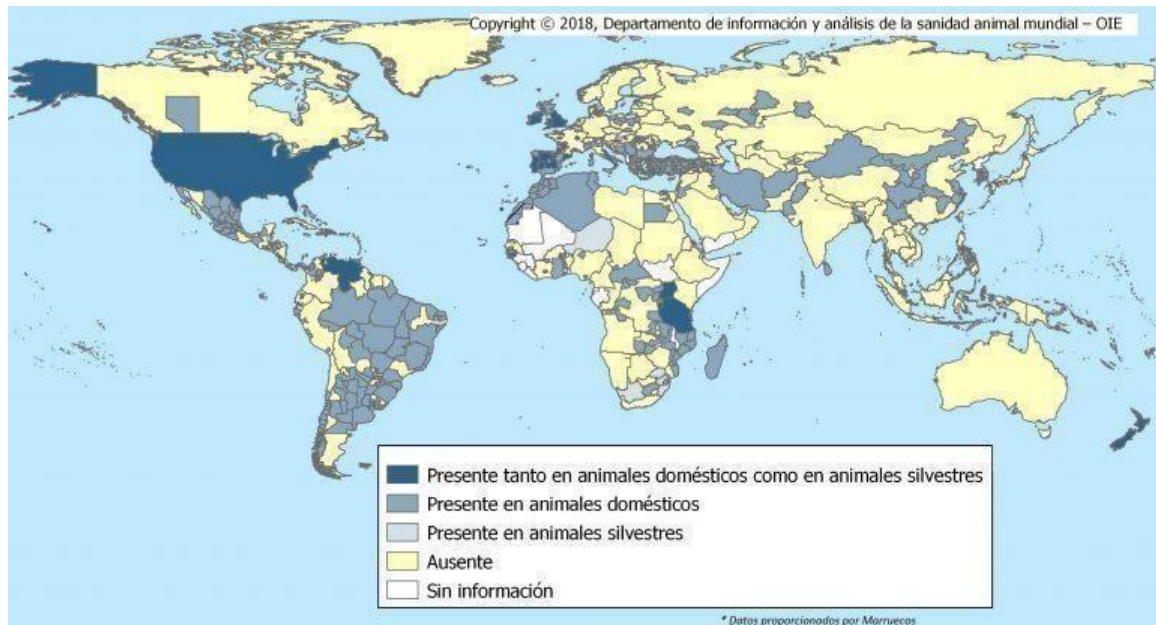 Copyright © 2018, Departamento de información y análisis de la sanidad animal mundial – OIE
Presente tanto en animales domésticos como en animales silvestres
Presente en animales domésticos
Presente en animales silvestres
Ausente
Sin información
* Datos proporcionados por Marruecos